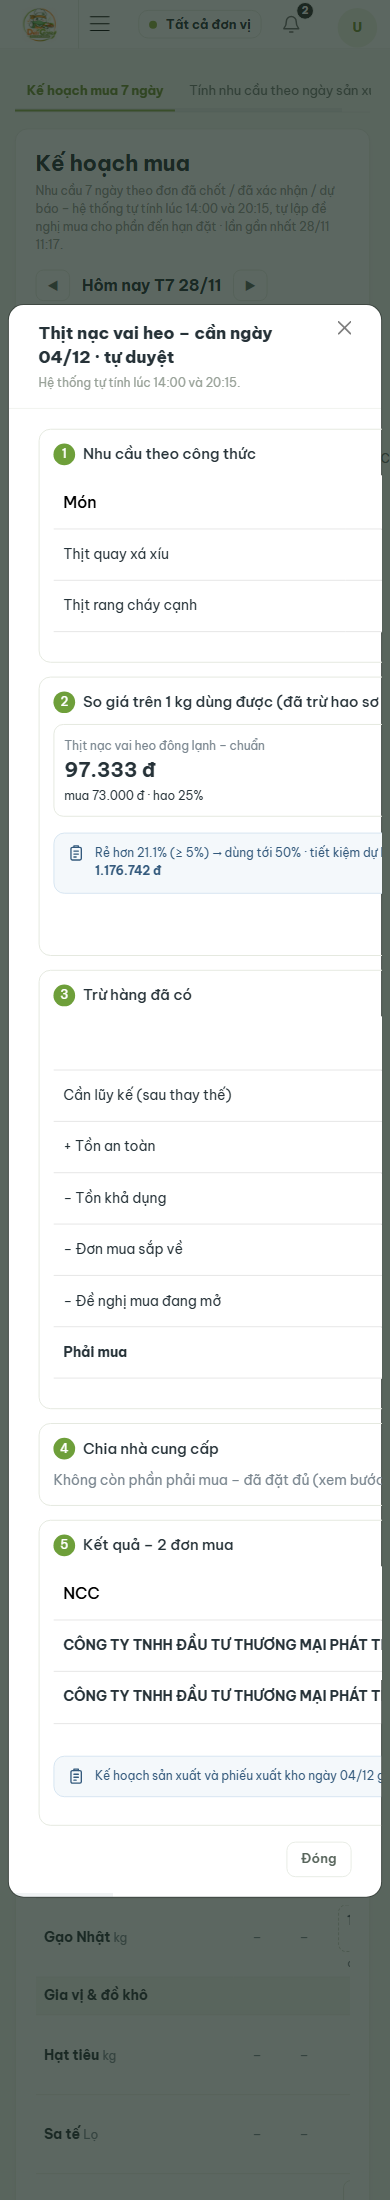 Tất cả đơn vị
2
U
Kế hoạch mua 7 ngày
Tính nhu cầu theo ngày sản
Kế hoạch mua
Nhu cầu 7 ngày theo đơn đã chốt / đã xác nhận / dự
báo – hệ thống tự tính lúc 14:00 và 20:15, tự lập đề
nghị mua cho phần đến hạn đặt · lần gần nhất 28/11
11:17.
◀ Hôm nay T7 28/11 ▶
Thịt nạc vai heo – cần ngày
04/12 · tự duyệt
Hệ thống tự tính lúc 14:00 và 20:15.
1 Nhu cầu theo công thức
Món
Thịt quay xá xíu
Thịt rang cháy cạnh
2 So giá trên 1 kg dùng được (đã trừ hao sơ
Thịt nạc vai heo đông lạnh – chuẩn
97.333 đ
mua 73.000 đ · hao 25%
Rẻ hơn 21.1% (≥ 5%) → dùng tới 50% · tiết kiệm dự
1.176.742 đ
3 Trừ hàng đã có
Cần lũy kế (sau thay thế)
+ Tồn an toàn
– Tồn khả dụng
– Đơn mua sắp về
– Đề nghị mua đang mở
Phải mua
4 Chia nhà cung cấp
Không còn phần phải mua – đã đặt đủ (xem bước
5 Kết quả – 2 đơn mua
NCC
CÔNG TY TNHH ĐẦU TƯ THƯƠNG MẠI PHÁT
CÔNG TY TNHH ĐẦU TƯ THƯƠNG MẠI PHÁT
Kế hoạch sản xuất và phiếu xuất kho ngày 04/12
Đóng
Gạo Nhật kg – –
Gia vị & đồ khô
Hạt tiêu kg – –
Sa tế Lọ – –